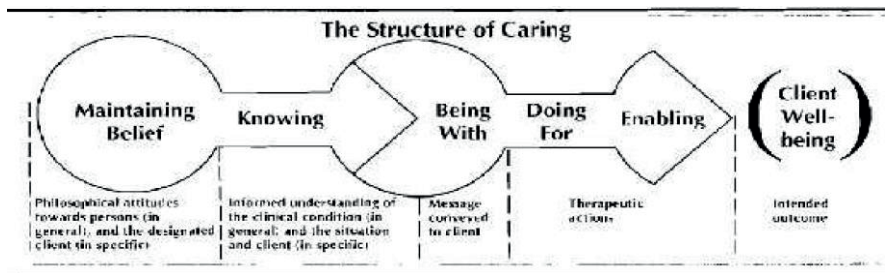 The Structure of Caring
Maintaining
Belief
Knowing
Being
With
Doing
For
Enabling
Client
Well-
being
Philosophical attitudes
towards persons (in
general), and the designated
client (in specific)
Informed understanding of
the clinical condition (in
general) and the situation
and client (in specific)
Message
conveyed
to client
Therapeutic
actions
Intended
outcome